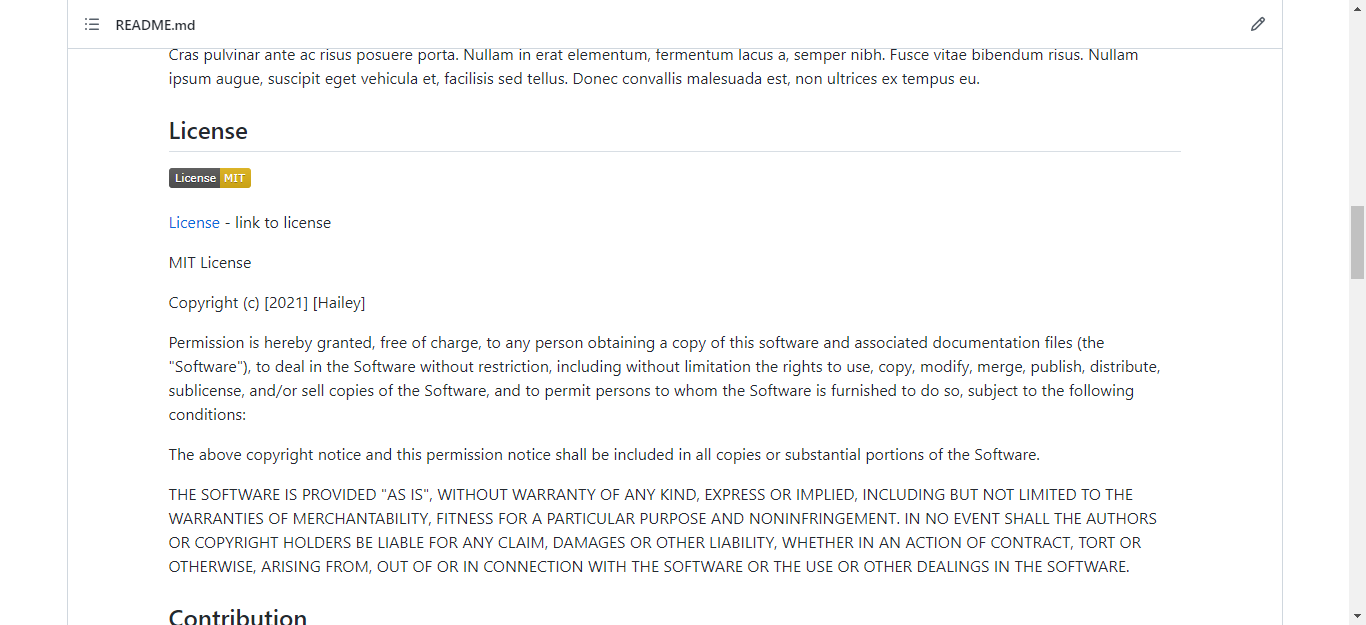 README.md
Cras pulvinar ante ac risus posuere porta. Nullam in erat elementum, fermentum lacus a, semper nibh. Fusce vitae bibendum risus. Nullam
ipsum augue, suscipit eget vehicula et, facilisis sed tellus. Donec convallis malesuada est, non ultrices ex tempus eu.
License
License MIT
License - link to license
MIT License
Copyright (c) [2021] [Hailey]
Permission is hereby granted, free of charge, to any person obtaining a copy of this software and associated documentation files (the
"Software"), to deal in the Software without restriction, including without limitation the rights to use, copy, modify, merge, publish, distribute,
sublicense, and/or sell copies of the Software, and to permit persons to whom the Software is furnished to do so, subject to the following
conditions:
The above copyright notice and this permission notice shall be included in all copies or substantial portions of the Software.
THE SOFTWARE IS PROVIDED "AS IS", WITHOUT WARRANTY OF ANY KIND, EXPRESS OR IMPLIED, INCLUDING BUT NOT LIMITED TO THE
WARRANTIES OF MERCHANTABILITY, FITNESS FOR A PARTICULAR PURPOSE AND NONINFRINGEMENT. IN NO EVENT SHALL THE AUTHORS
OR COPYRIGHT HOLDERS BE LIABLE FOR ANY CLAIM, DAMAGES OR OTHER LIABILITY, WHETHER IN AN ACTION OF CONTRACT, TORT OR
OTHERWISE, ARISING FROM, OUT OF OR IN CONNECTION WITH THE SOFTWARE OR THE USE OR OTHER DEALINGS IN THE SOFTWARE.
Contribution